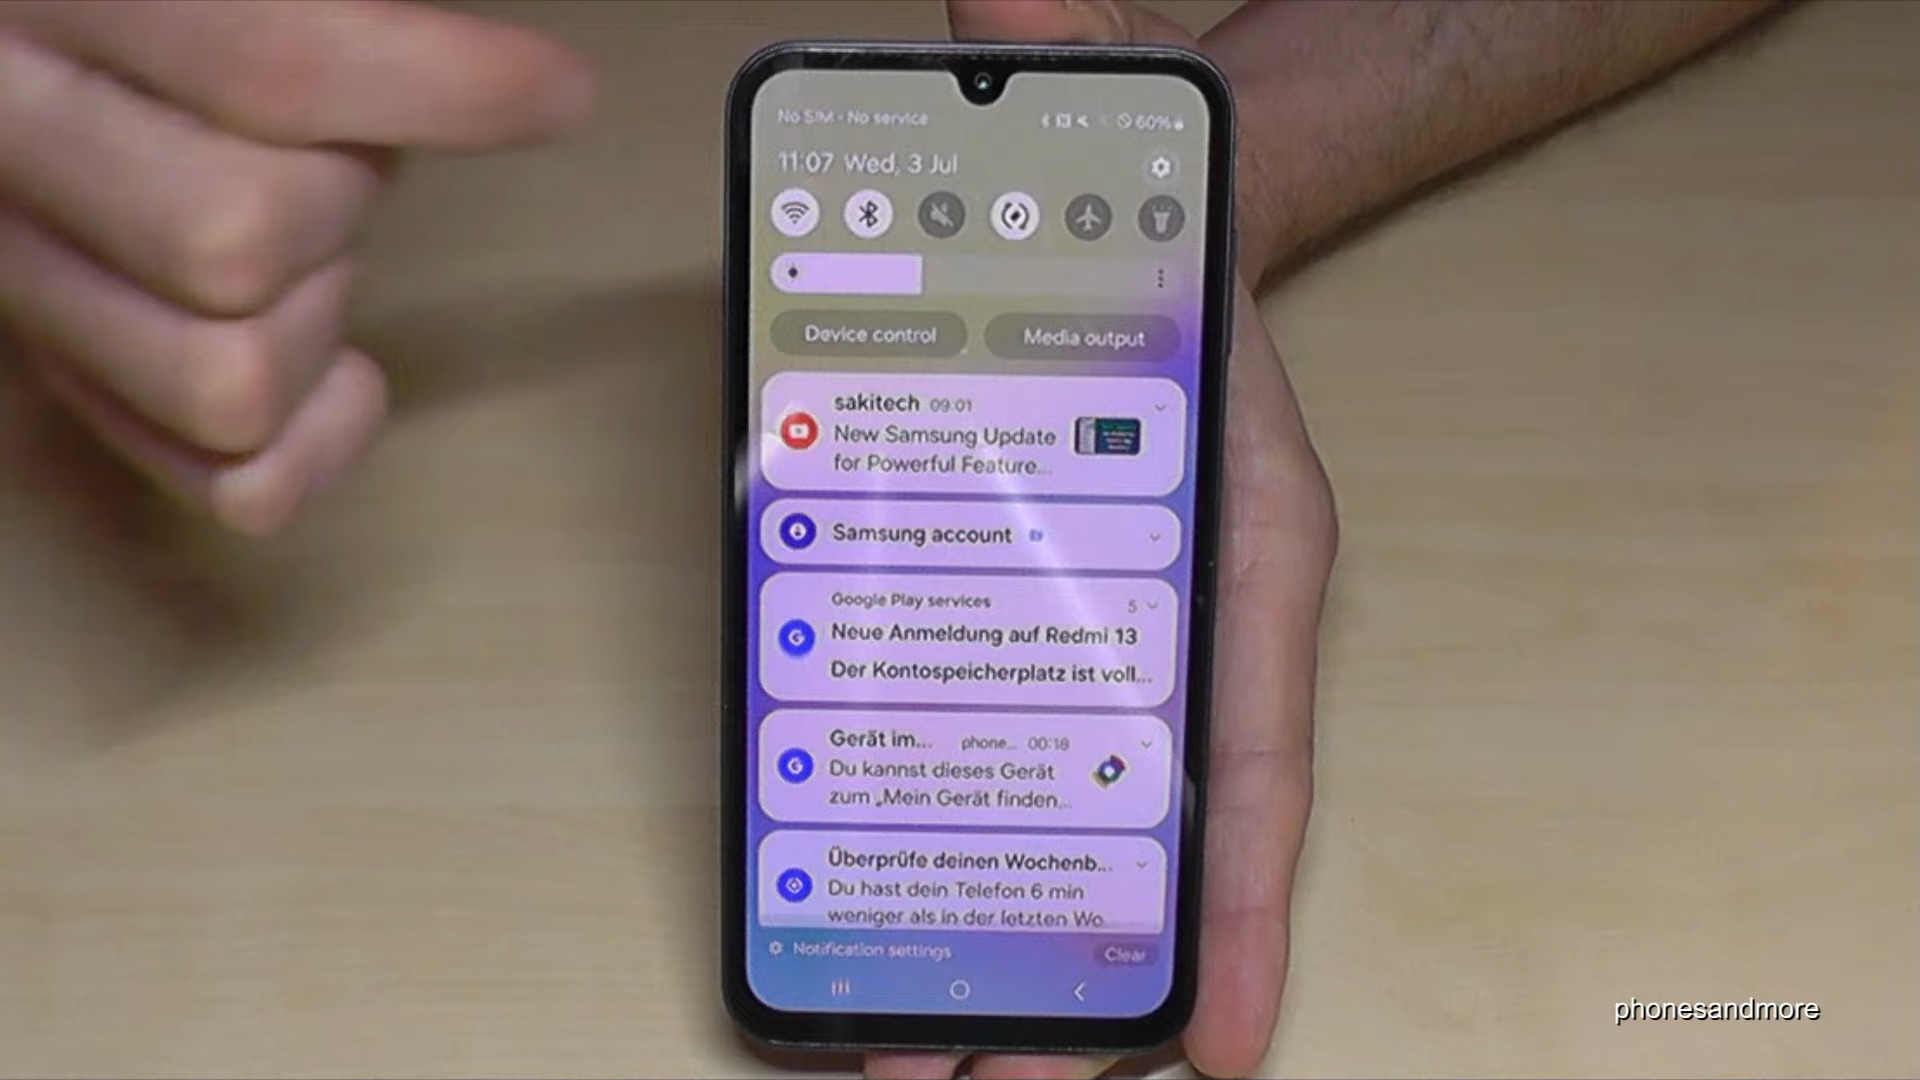 No SIM - No service
60%
11:07 Wed, 3 Jul
Device control
Media output
sakitech 09:01
New Samsung Update
for Powerful Feature...
Samsung account
Google Play services 5
Neue Anmeldung auf Redmi 13
Der Kontospeicherplatz ist voll...
Gerät im... phone... 00:18
Du kannst dieses Gerät
zum „Mein Gerät finden...
Überprüfe deinen Wochenb...
Du hast dein Telefon 6 min
weniger als in der letzten Wo
Notification settings
Clear
phonesandmore